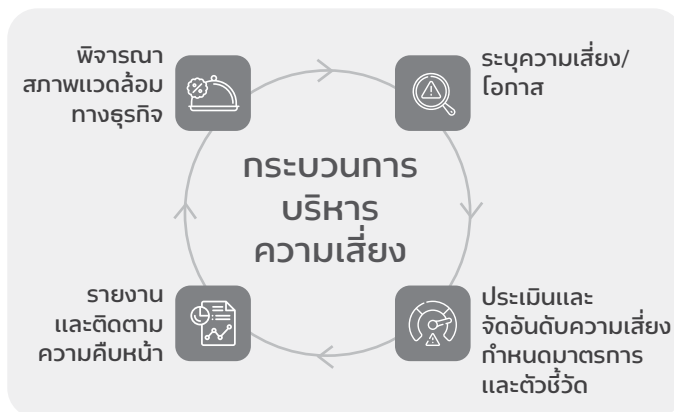 พิจารณา
สภาพแวดล้อม
ทางธุรกิจ
ระบุความเสี่ยง/
โอกาส
กระบวนการ
บริหาร
ความเสี่ยง
รายงาน
และติดตาม
ความคืบหน้า
ประเมินและ
จัดอันดับความเสี่ยง
กำหนดมาตรการ
และตัวชี้วัด